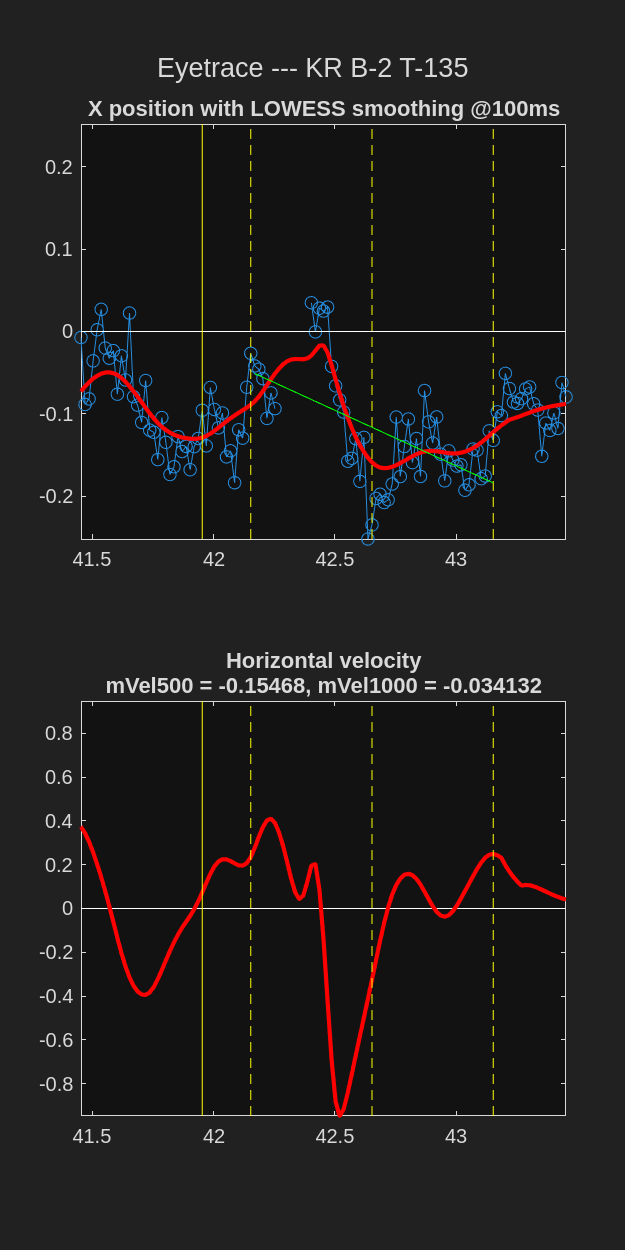 Eyetrace --- KR B-2 T-135
X position with LOWESS smoothing @100ms
0.2
0.1
0
-0.1
-0.2
41.5 42 42.5 43
Horizontal velocity
mVel500 = -0.15468, mVel1000 = -0.034132
0.8
0.6
0.4
0.2
0
-0.2
-0.4
-0.6
-0.8
41.5 42 42.5 43